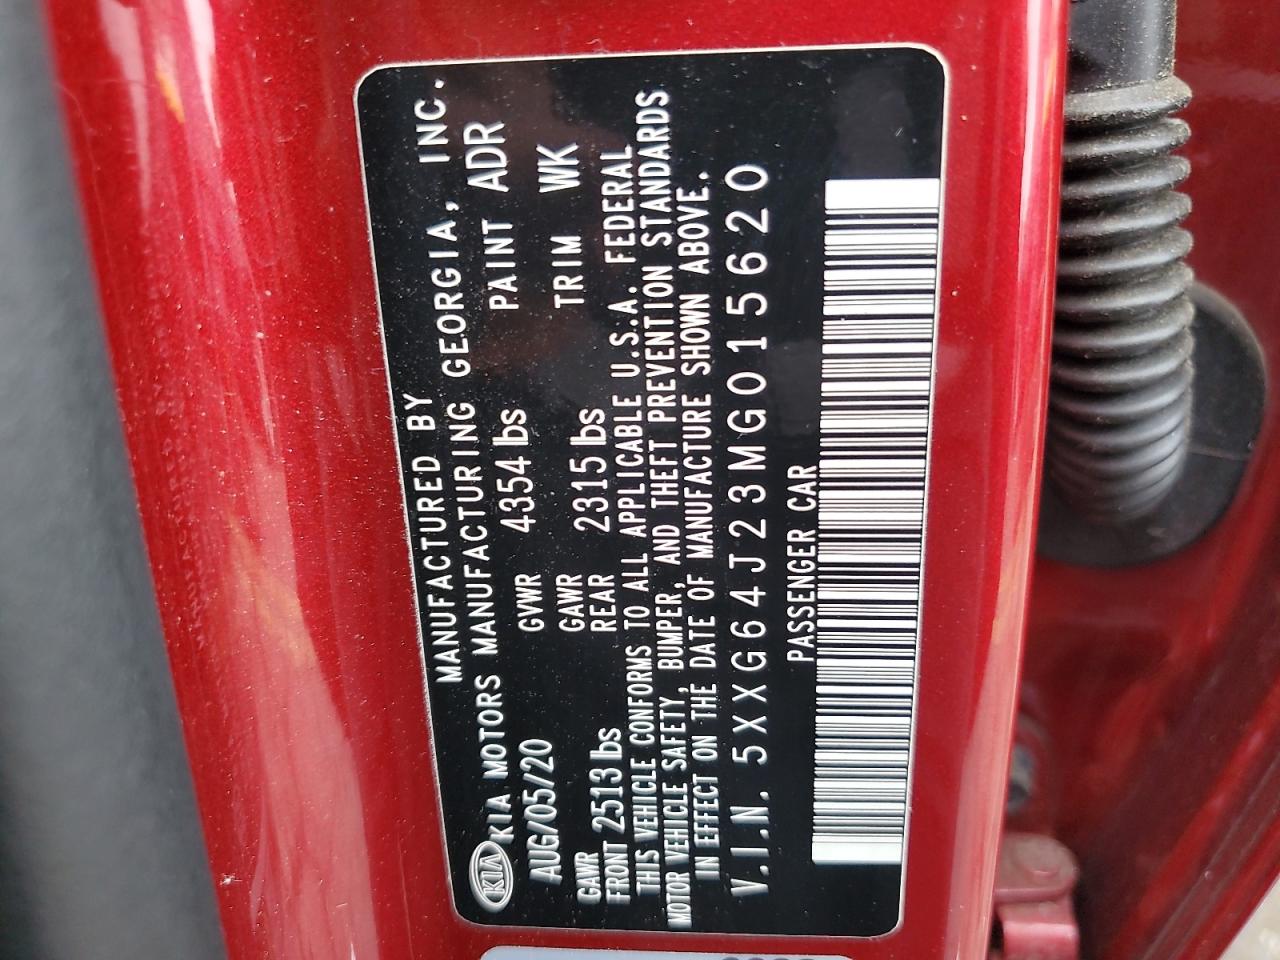 MANUFACTURED BY
KIA KIA MOTORS MANUFACTURING GEORGIA, INC.
AUG/05/20 GVWR 4354 lbs PAINT ADR
GAWR FRONT 2513 lbs GAWR REAR 2315 lbs TRIM WK
THIS VEHICLE CONFORMS TO ALL APPLICABLE U.S.A. FEDERAL
MOTOR VEHICLE SAFETY, BUMPER, AND THEFT PREVENTION STANDARDS
IN EFFECT ON THE DATE OF MANUFACTURE SHOWN ABOVE.
V.I.N. 5XXG64J23MG015620
PASSENGER CAR